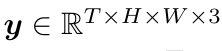 𝒚 ∈ ℝ^{T×H×W×3}